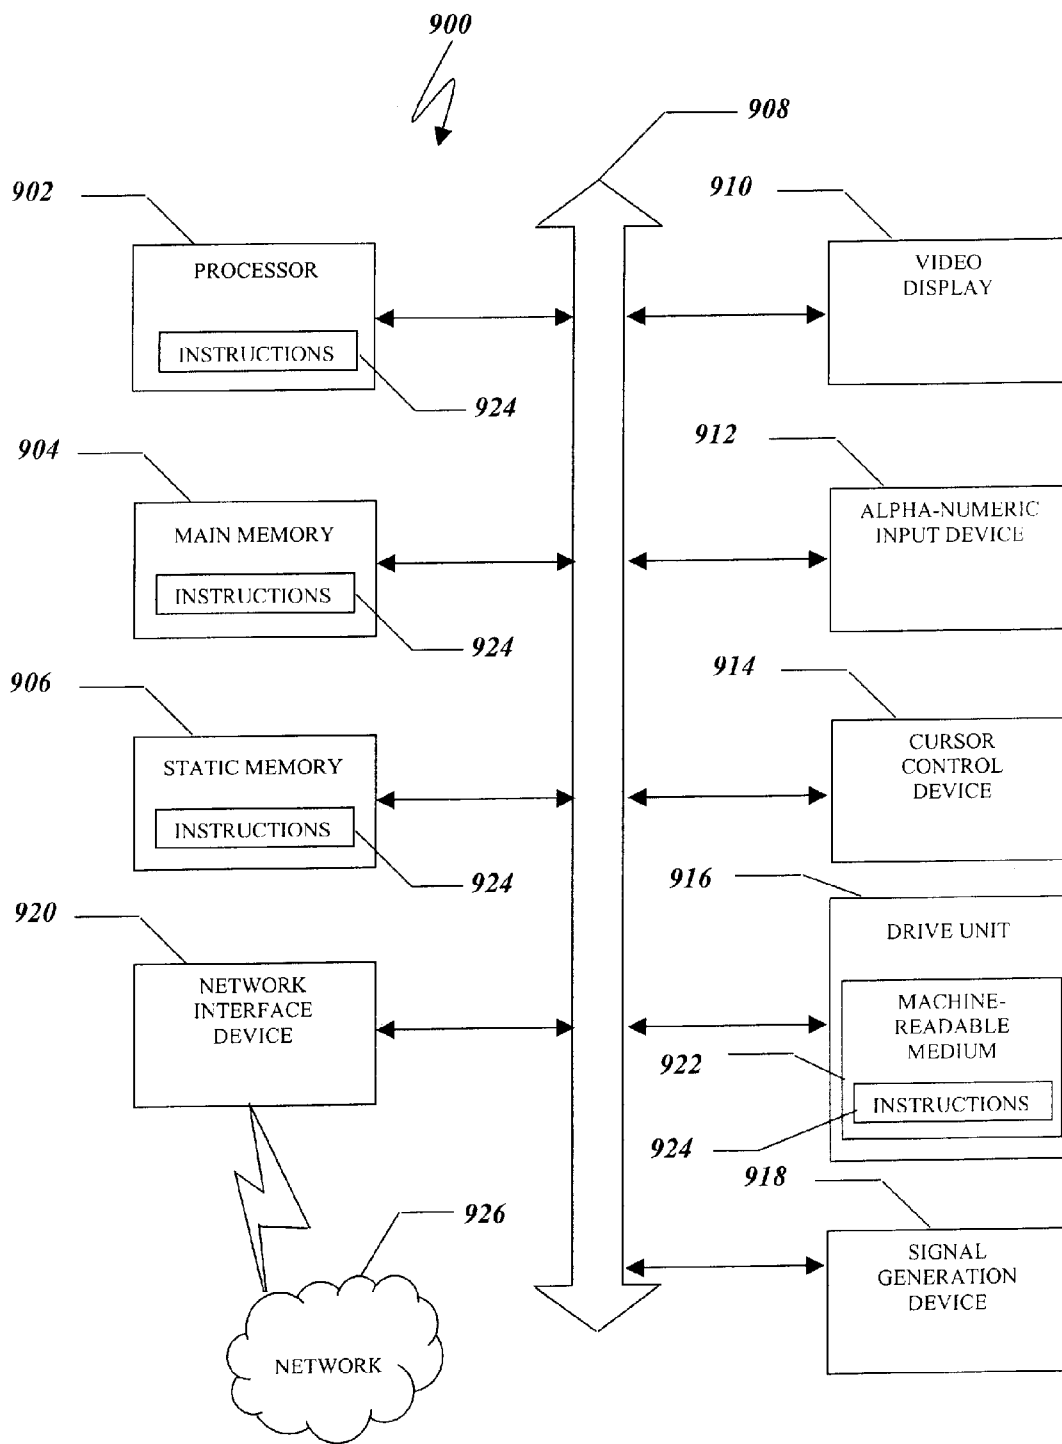 900
908
902
PROCESSOR
INSTRUCTIONS
924
910
VIDEO
DISPLAY
904
MAIN MEMORY
INSTRUCTIONS
924
912
ALPHA-NUMERIC
INPUT DEVICE
906
STATIC MEMORY
INSTRUCTIONS
924
914
CURSOR
CONTROL
DEVICE
920
NETWORK
INTERFACE
DEVICE
916
DRIVE UNIT
MACHINE-
READABLE
MEDIUM
922
INSTRUCTIONS
924
926
NETWORK
918
SIGNAL
GENERATION
DEVICE